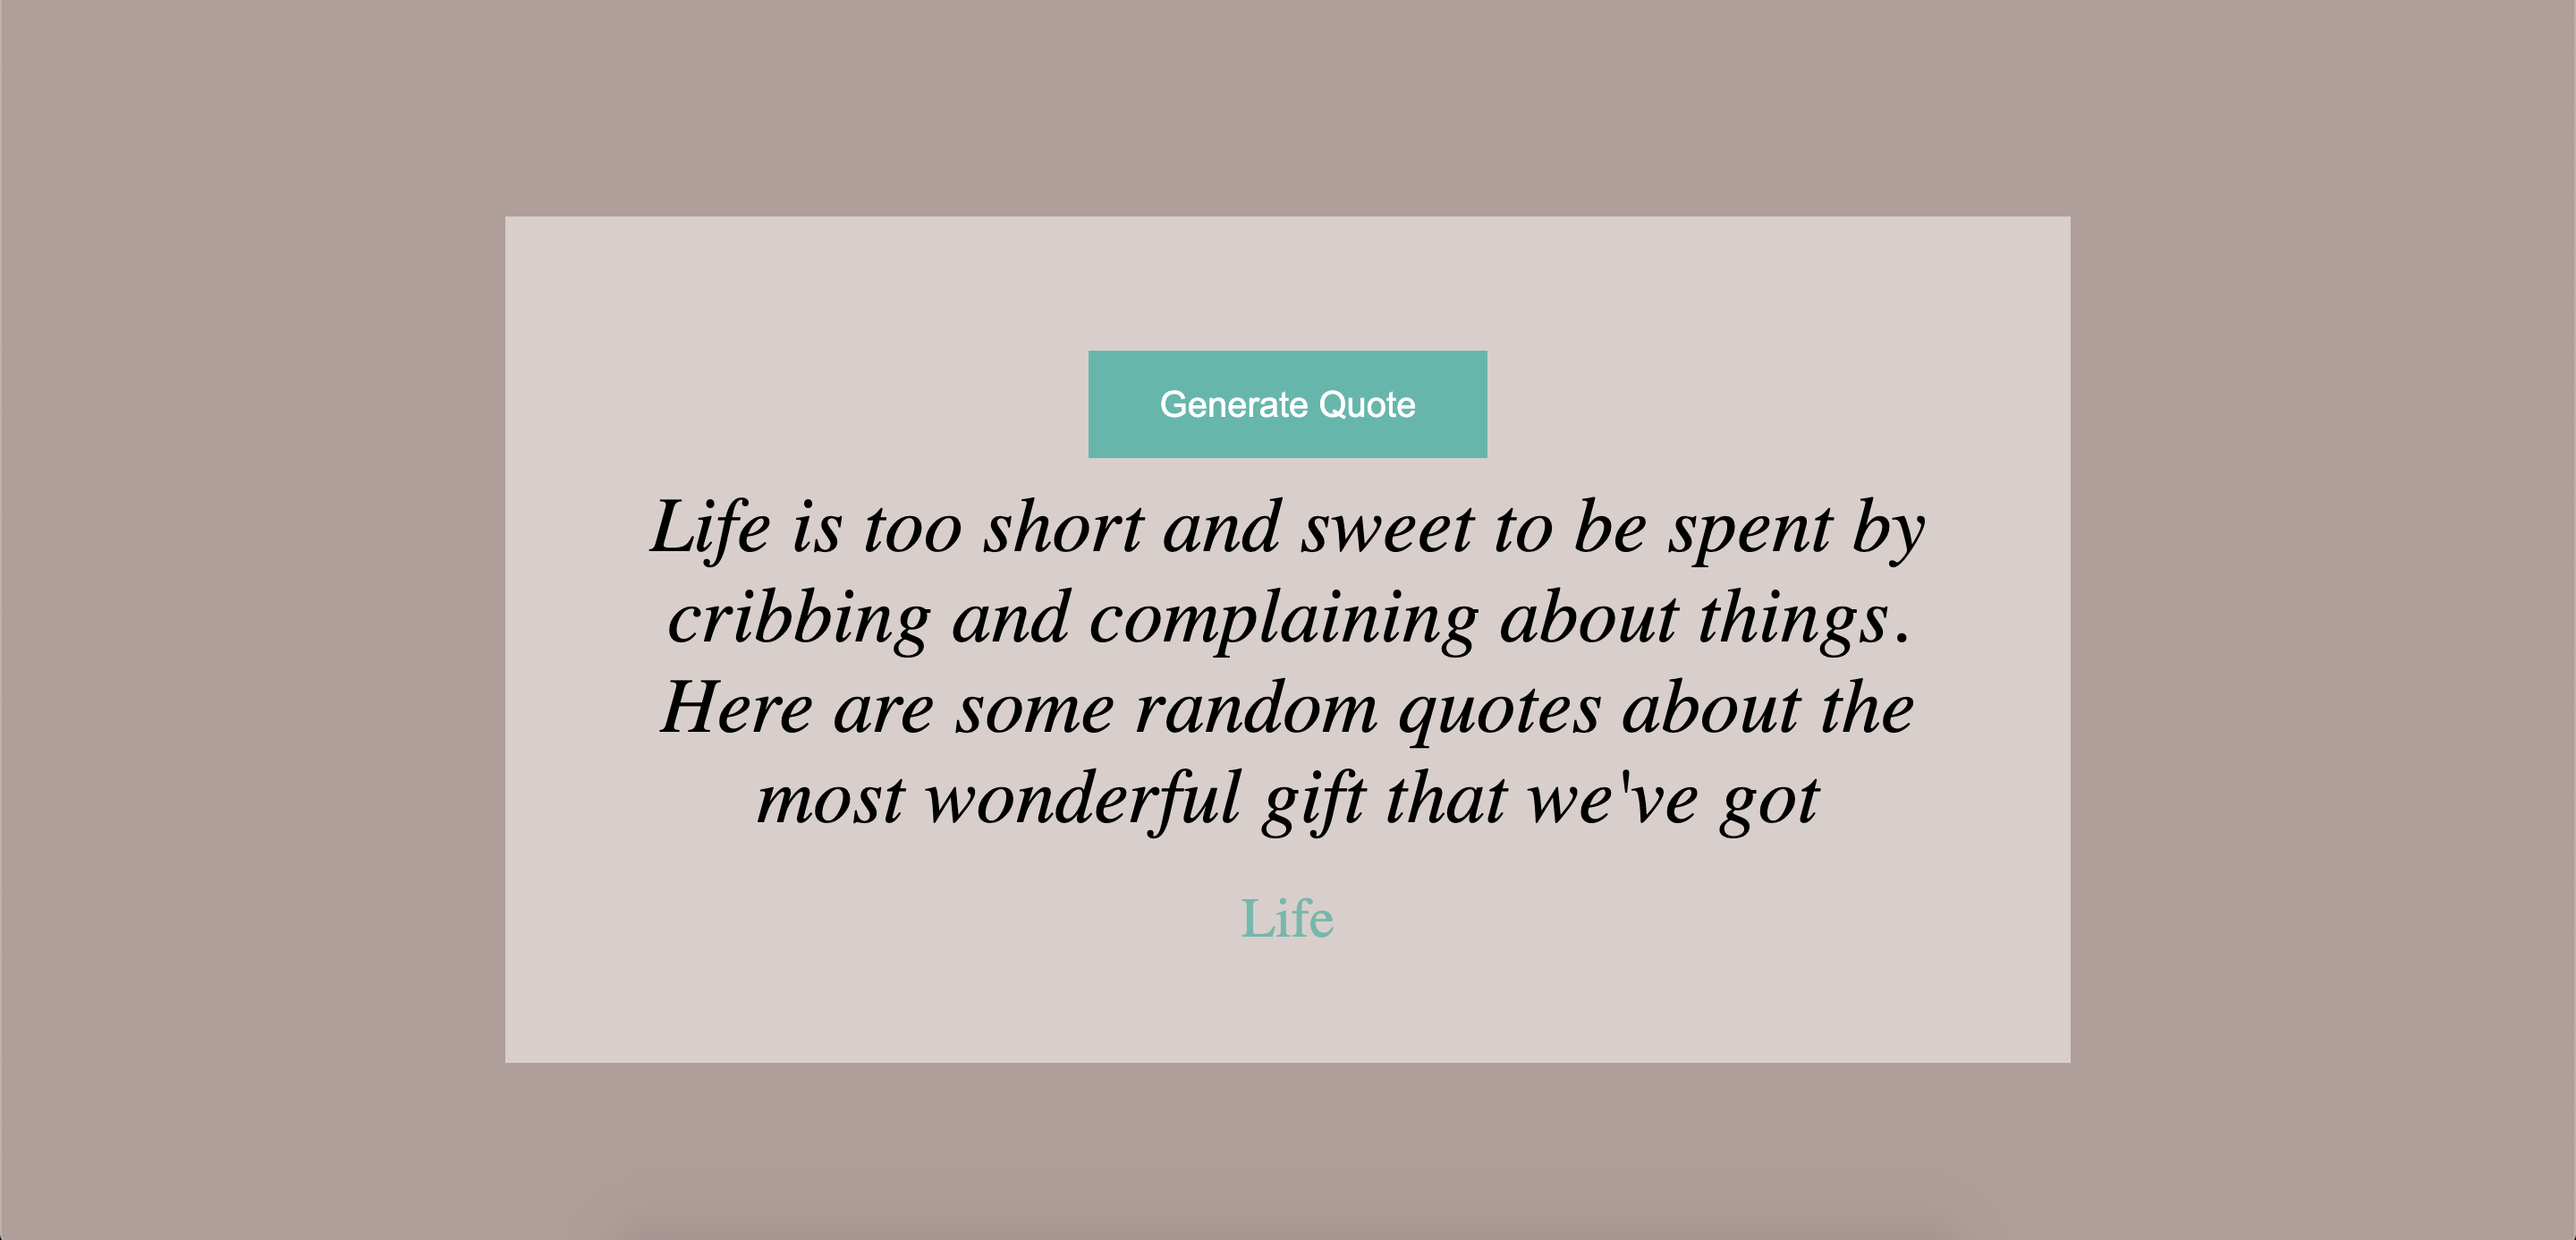 Generate Quote
Life is too short and sweet to be spent by
cribbing and complaining about things.
Here are some random quotes about the
most wonderful gift that we've got
Life